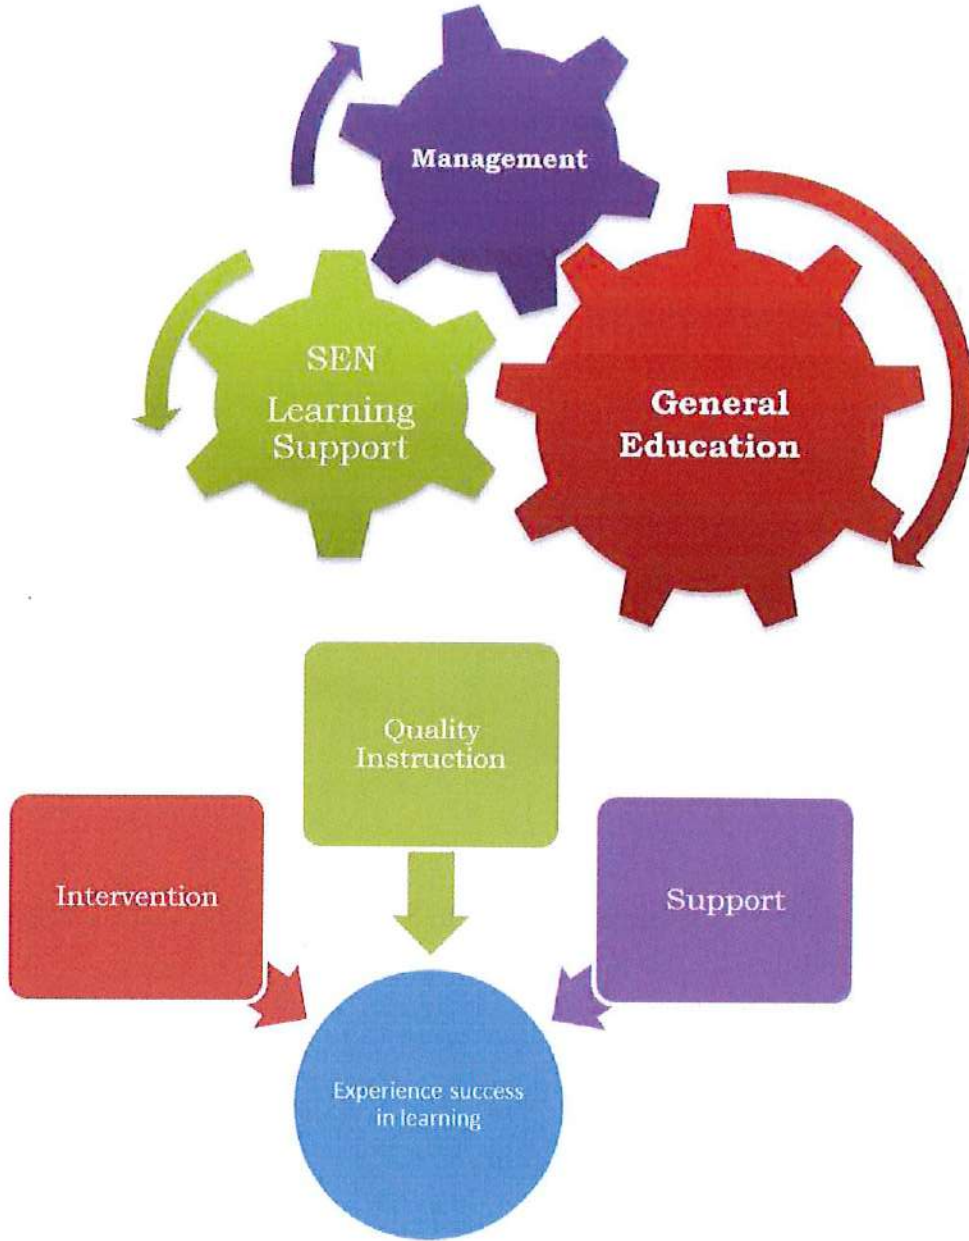 Management
SEN
Learning
Support
General
Education
Quality
Instruction
Intervention
Support
Experience success
in learning